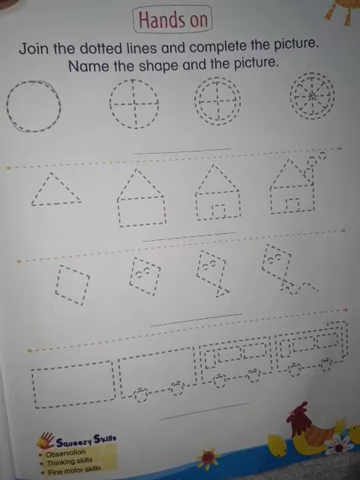 Hands on
Join the dotted lines and complete the picture.
Name the shape and the picture.
Squeezy Skills
• Observation
• Thinking skills
• Fine motor skills